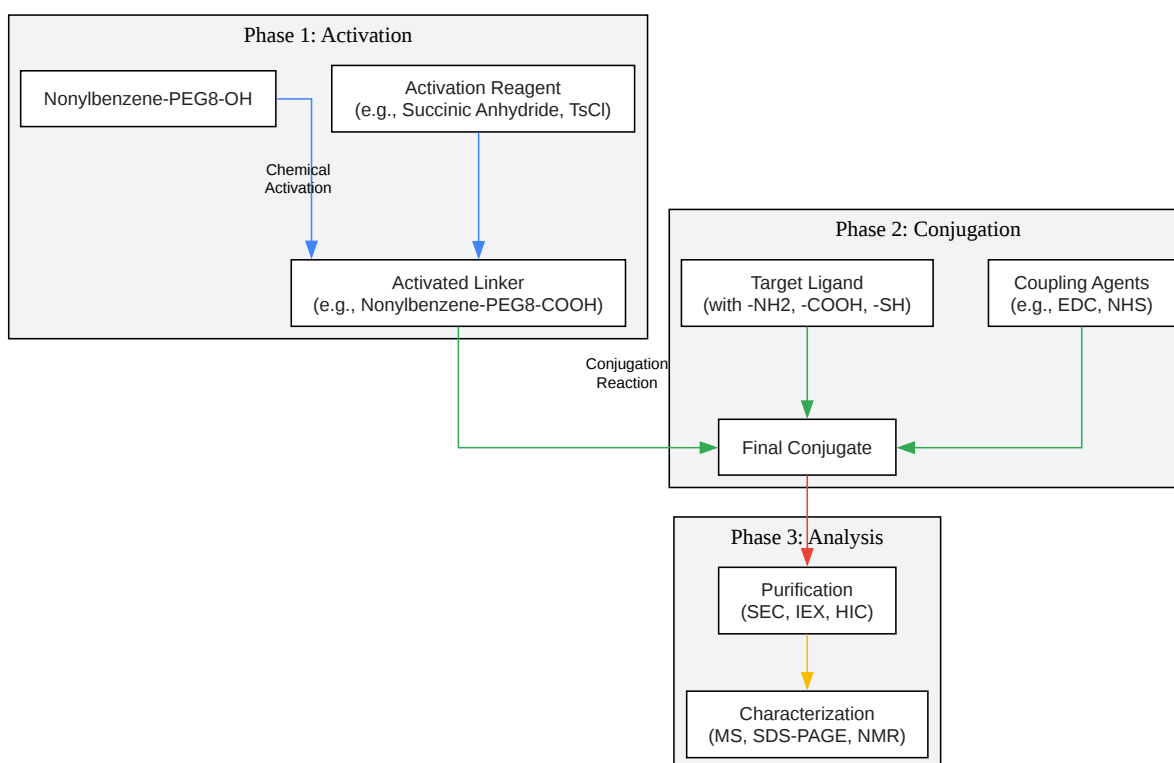 Phase 1: Activation
Nonylbenzene-PEG8-OH
Activation Reagent
(e.g., Succinic Anhydride, TsCl)
Chemical
Activation
Activated Linker
(e.g., Nonylbenzene-PEG8-COOH)
Phase 2: Conjugation
Target Ligand
(with -NH2, -COOH, -SH)
Coupling Agents
(e.g., EDC, NHS)
Conjugation
Reaction
Final Conjugate
Phase 3: Analysis
Purification
(SEC, IEX, HIC)
Characterization
(MS, SDS-PAGE, NMR)